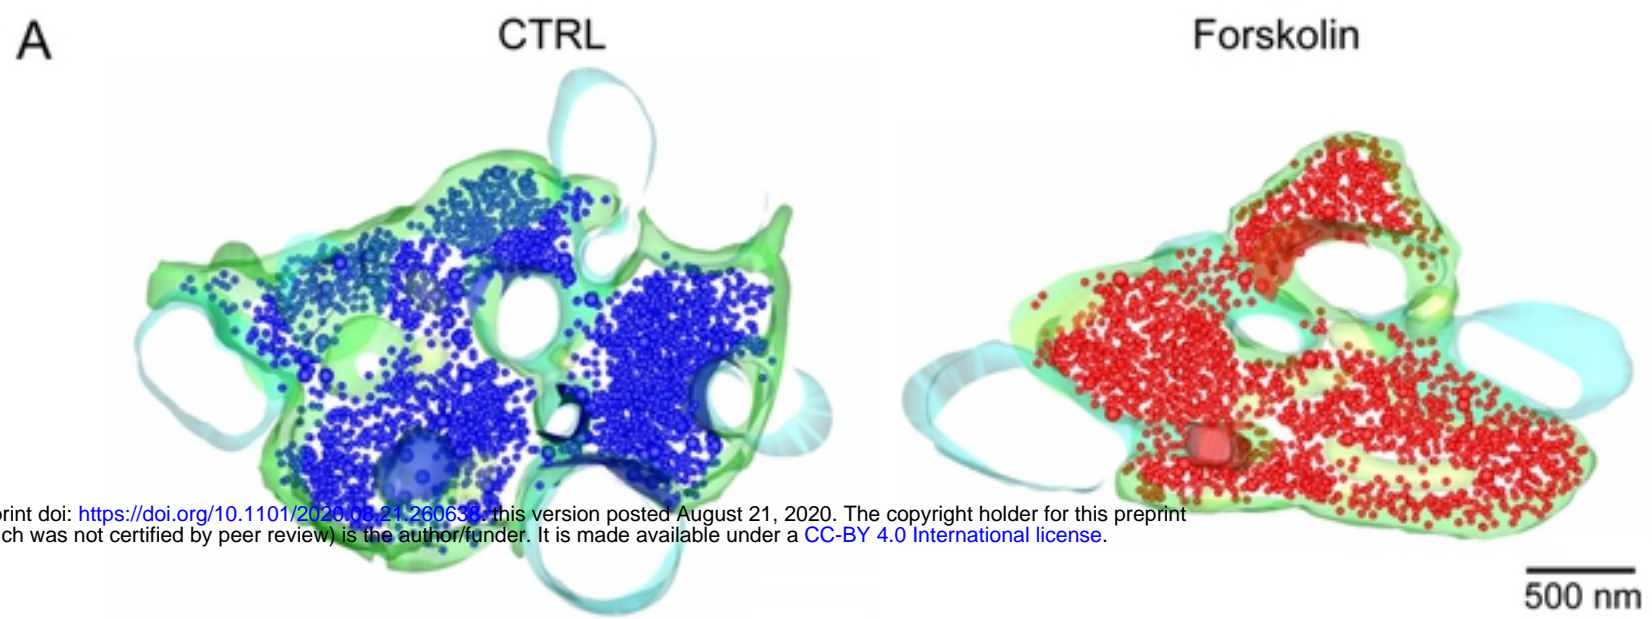 A
CTRL
Forskolin
rint doi: https://doi.org/10.1101/2020.08.21.260638; this version posted August 21, 2020. The copyright holder for this preprint
ch was not certified by peer review) is the author/funder. It is made available under a CC-BY 4.0 International license.
500 nm